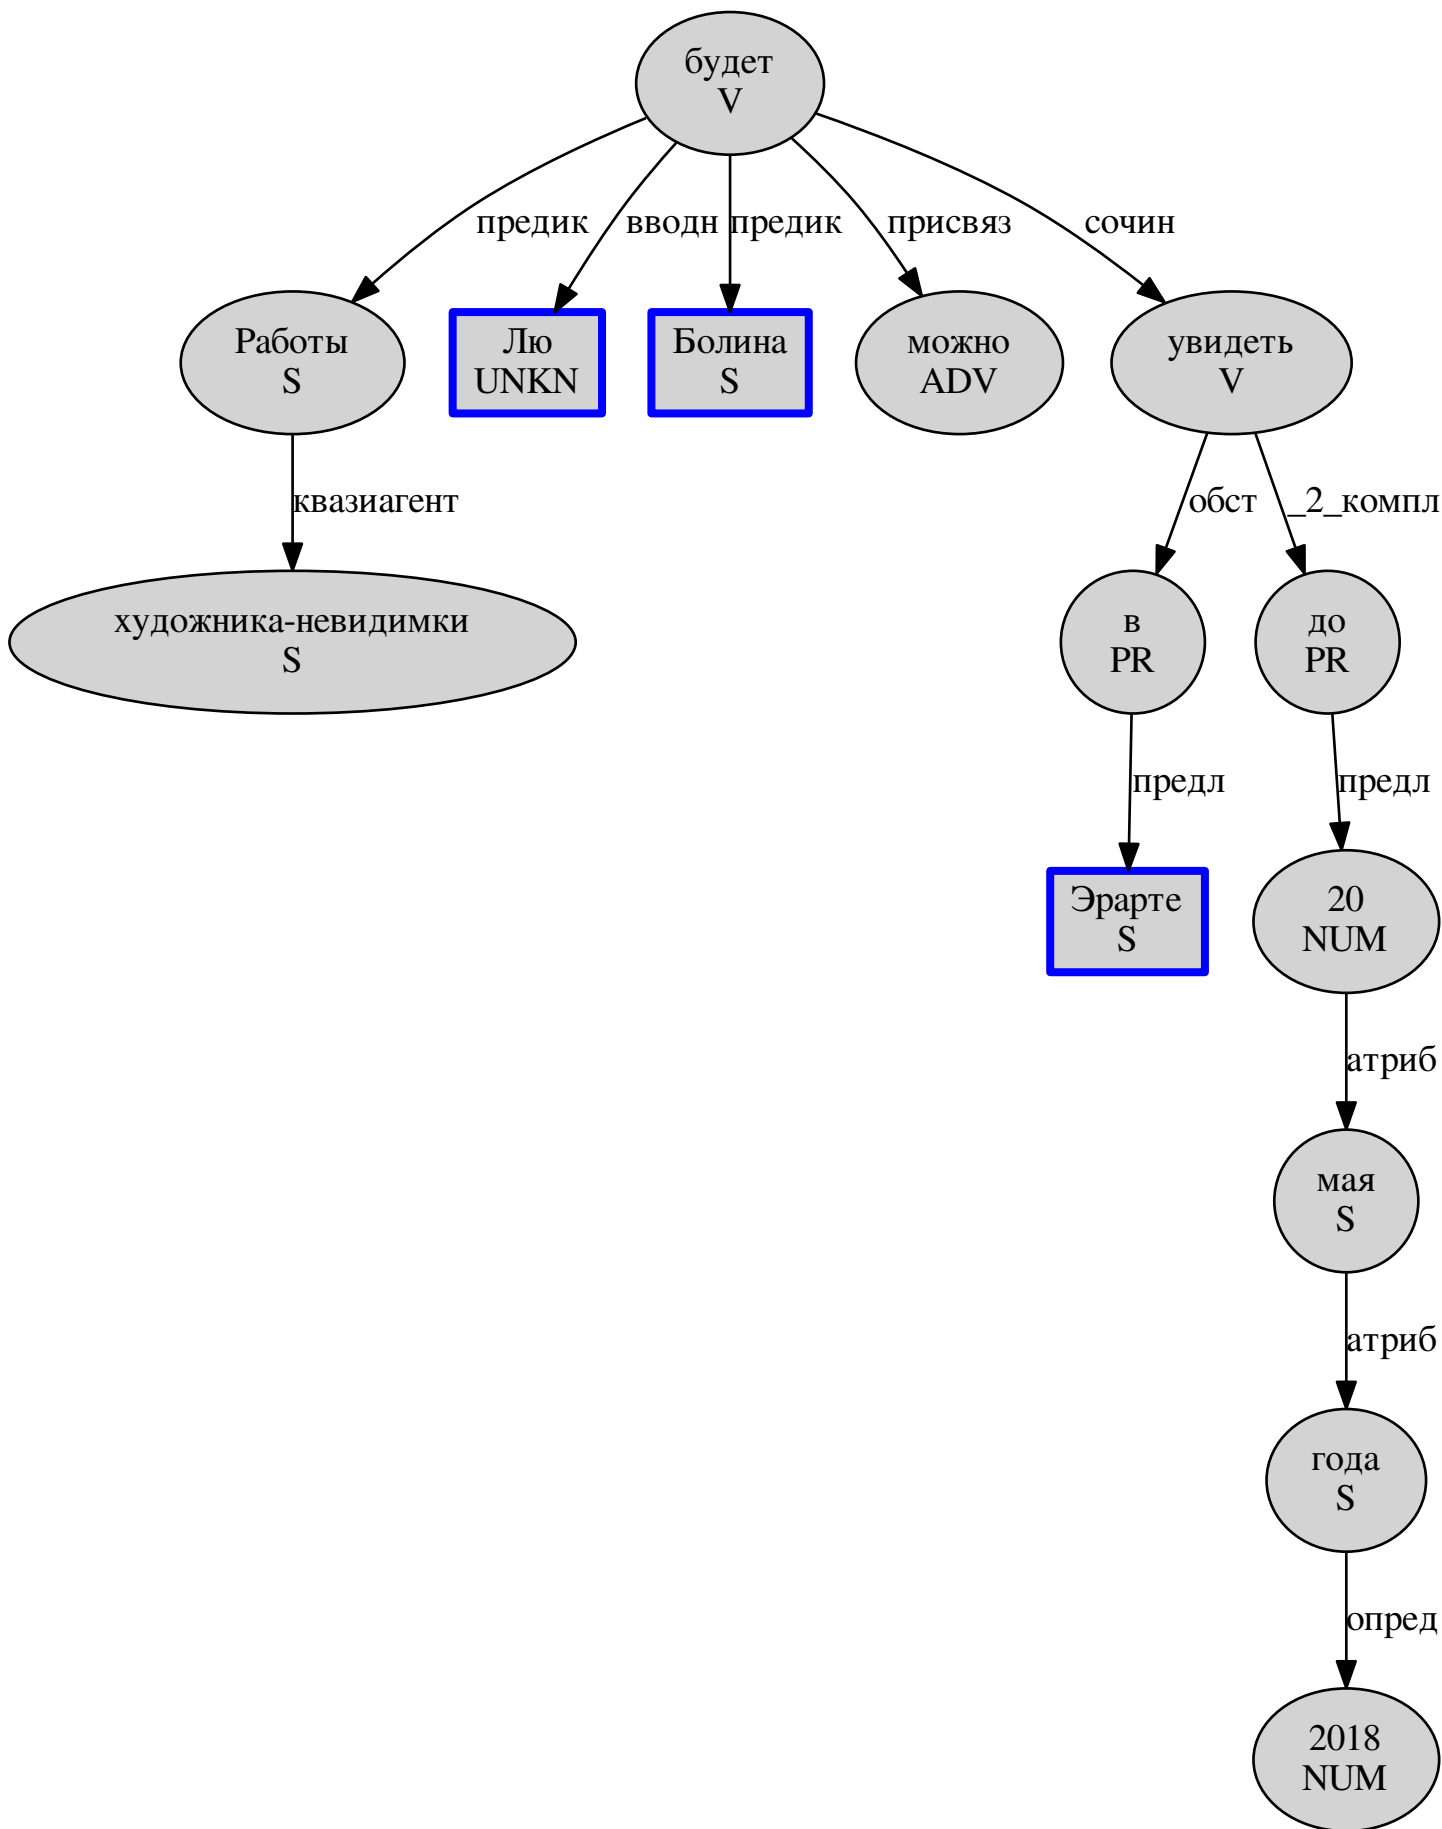 будет
V
предик
вводн
предик
присвяз
сочин
Работы
S
Лю
UNKN
Болина
S
можно
ADV
увидеть
V
квазиагент
обст
_2_компл
художника-невидимки
S
в
PR
до
PR
предл
предл
Эрарте
S
20
NUM
атриб
мая
S
атриб
года
S
опред
2018
NUM